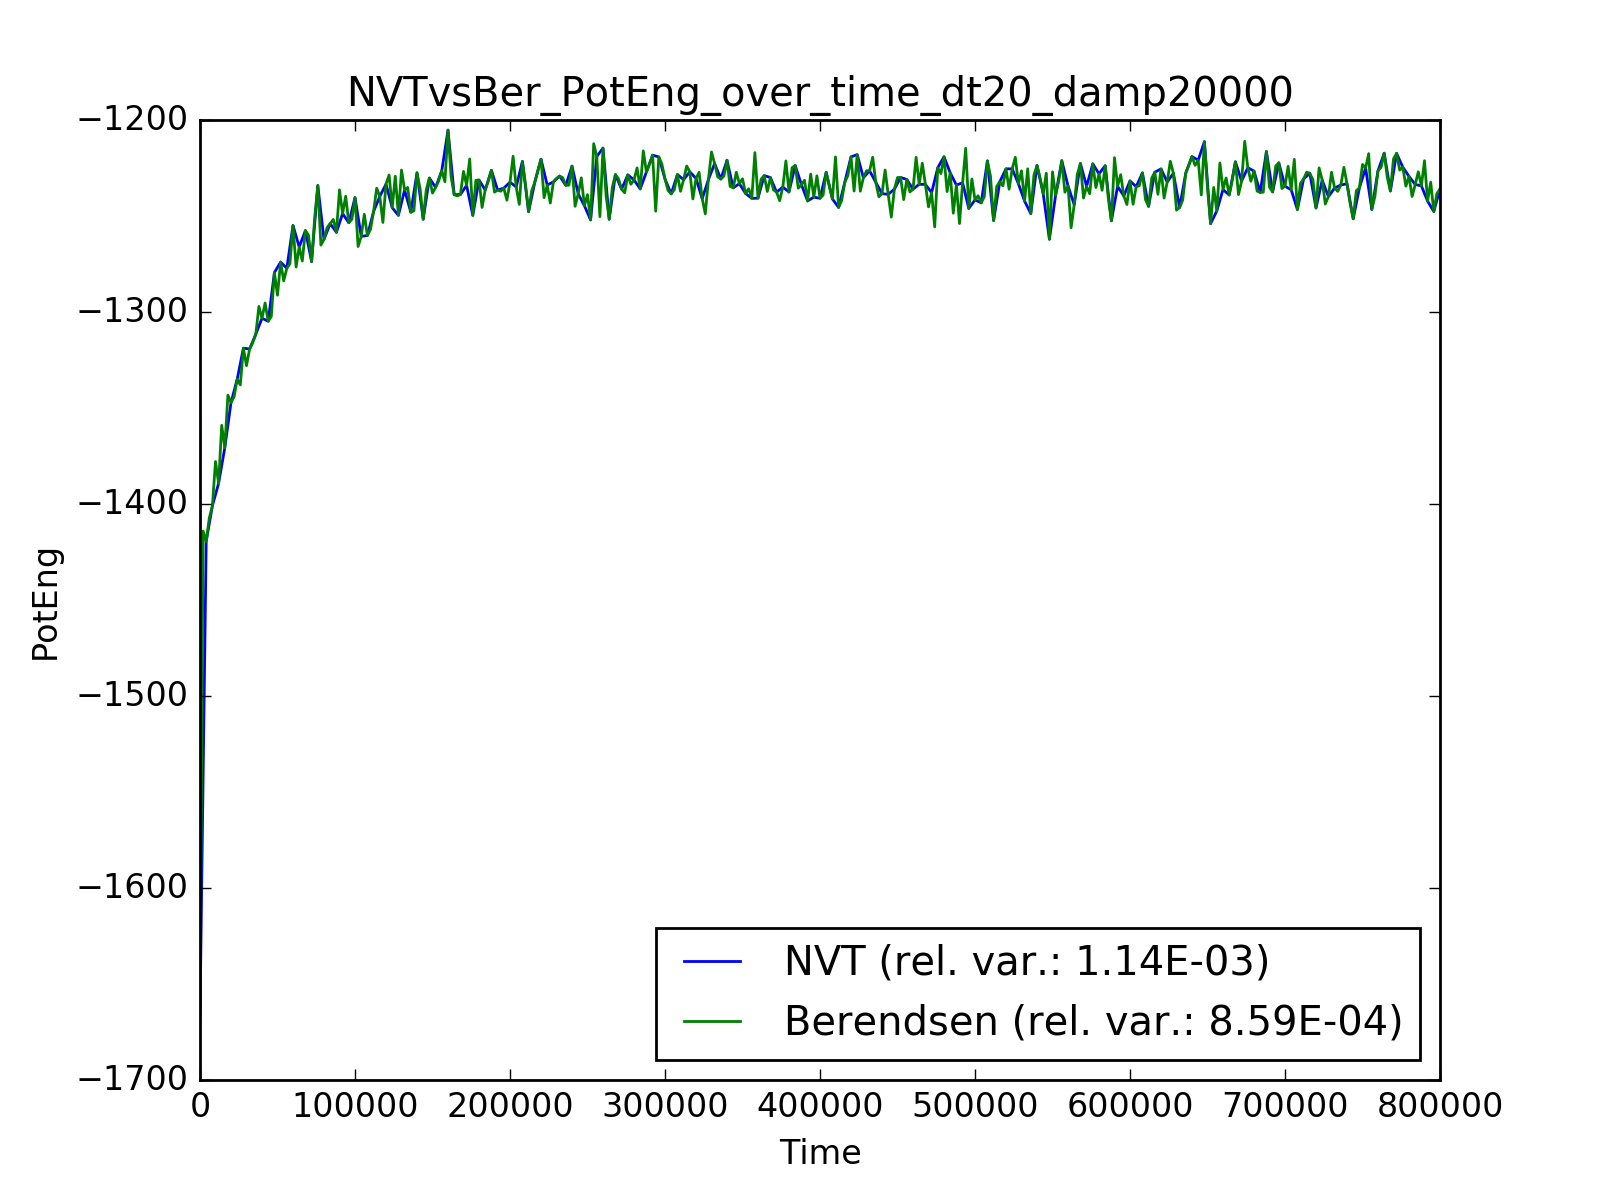 NVTvsBer_PotEng_over_time_dt20_damp20000
−1200
−1300
−1400
−1500
−1600
−1700
PotEng
NVT (rel. var.: 1.14E-03)
Berendsen (rel. var.: 8.59E-04)
0 100000 200000 300000 400000 500000 600000 700000 800000
Time